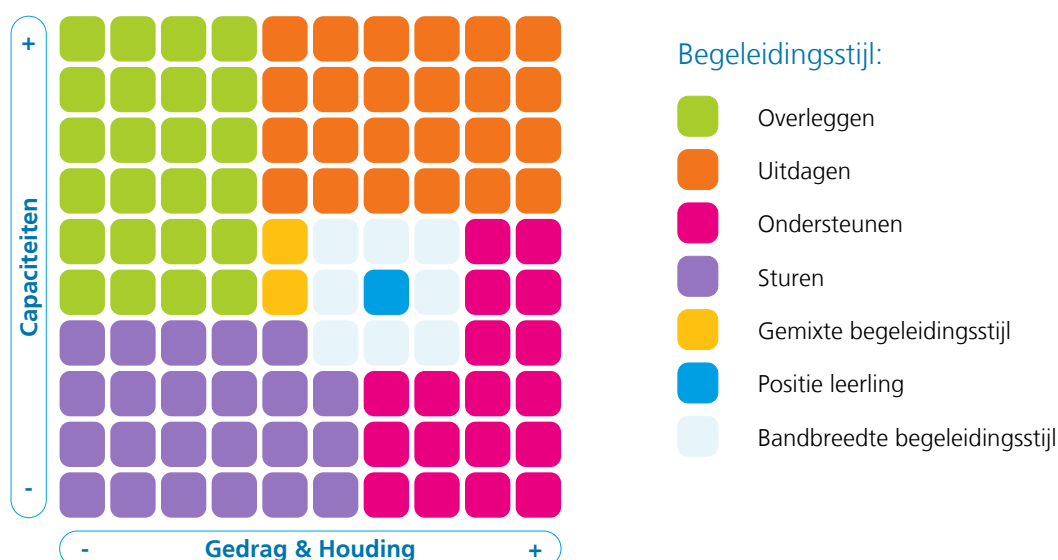 +
Capaciteiten
-
- Gedrag & Houding +
Begeleidingsstijl:
Overleggen
Uitdagen
Ondersteunen
Sturen
Gemixte begeleidingsstijl
Positie leerling
Bandbreedte begeleidingsstijl